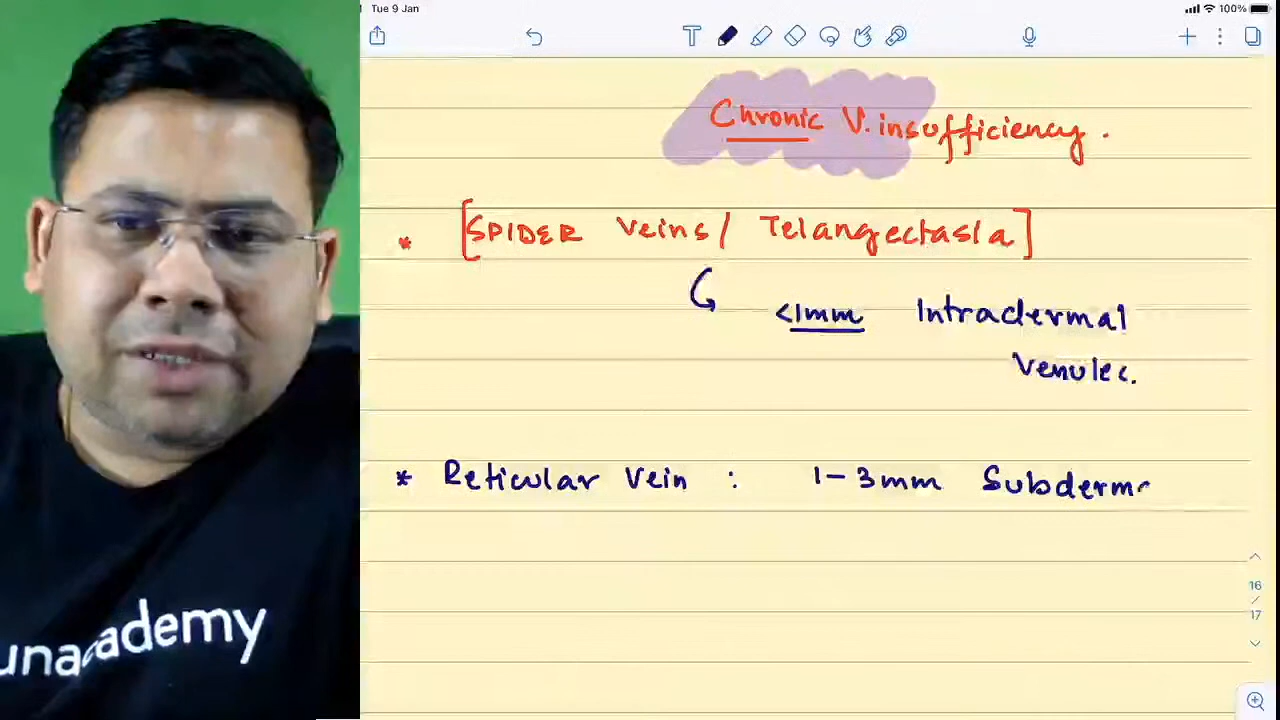 Tue 9 Jan
100%
Chronic V. insufficiency.
* [SPIDER Veins / Telangectasia]
<1mm Intradermal
Venules.
* Reticular Vein : 1-3mm Subderma
16
17
unacademy